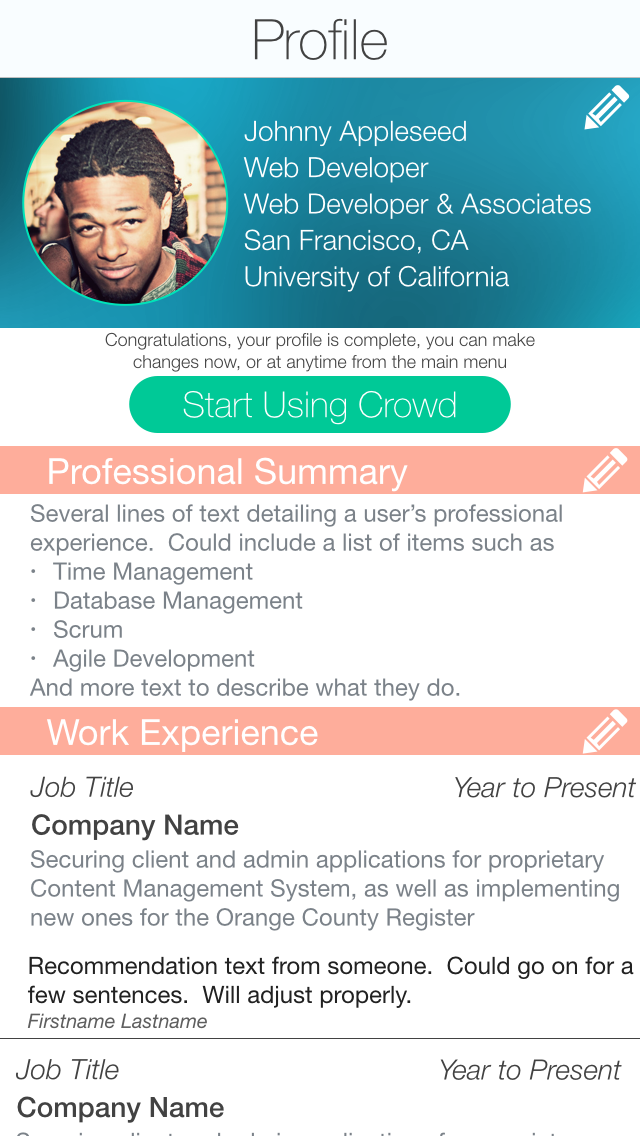 Profile
Johnny Appleseed
Web Developer
Web Developer & Associates
San Francisco, CA
University of California
Congratulations, your profile is complete, you can make
changes now, or at anytime from the main menu
Start Using Crowd
Professional Summary
Several lines of text detailing a user’s professional
experience.  Could include a list of items such as
· Time Management
· Database Management
· Scrum
· Agile Development
And more text to describe what they do.
Work Experience
Job Title Year to Present
Company Name
Securing client and admin applications for proprietary
Content Management System, as well as implementing
new ones for the Orange County Register
Recommendation text from someone.  Could go on for a
few sentences.  Will adjust properly.
Firstname Lastname
Job Title Year to Present
Company Name